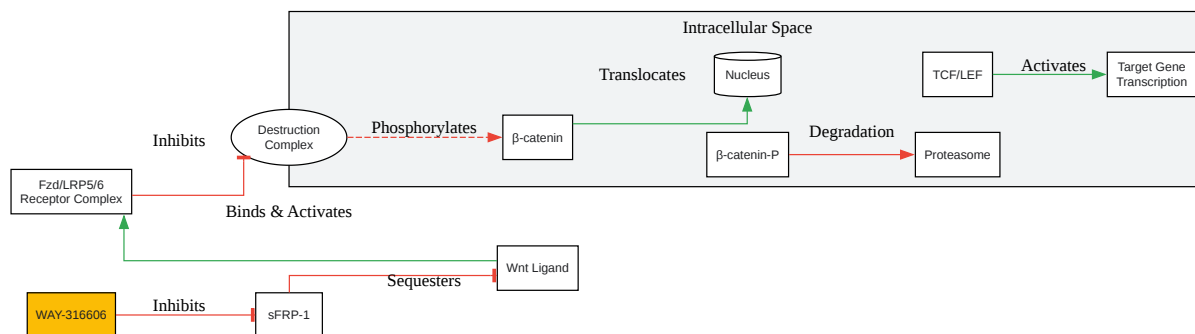 Intracellular Space
Translocates
Nucleus
TCF/LEF
Activates
Target Gene
Transcription
Inhibits
Destruction
Complex
Phosphorylates
β-catenin
β-catenin-P
Degradation
Proteasome
Fzd/LRP5/6
Receptor Complex
Binds & Activates
Wnt Ligand
Sequesters
WAY-316606
Inhibits
sFRP-1